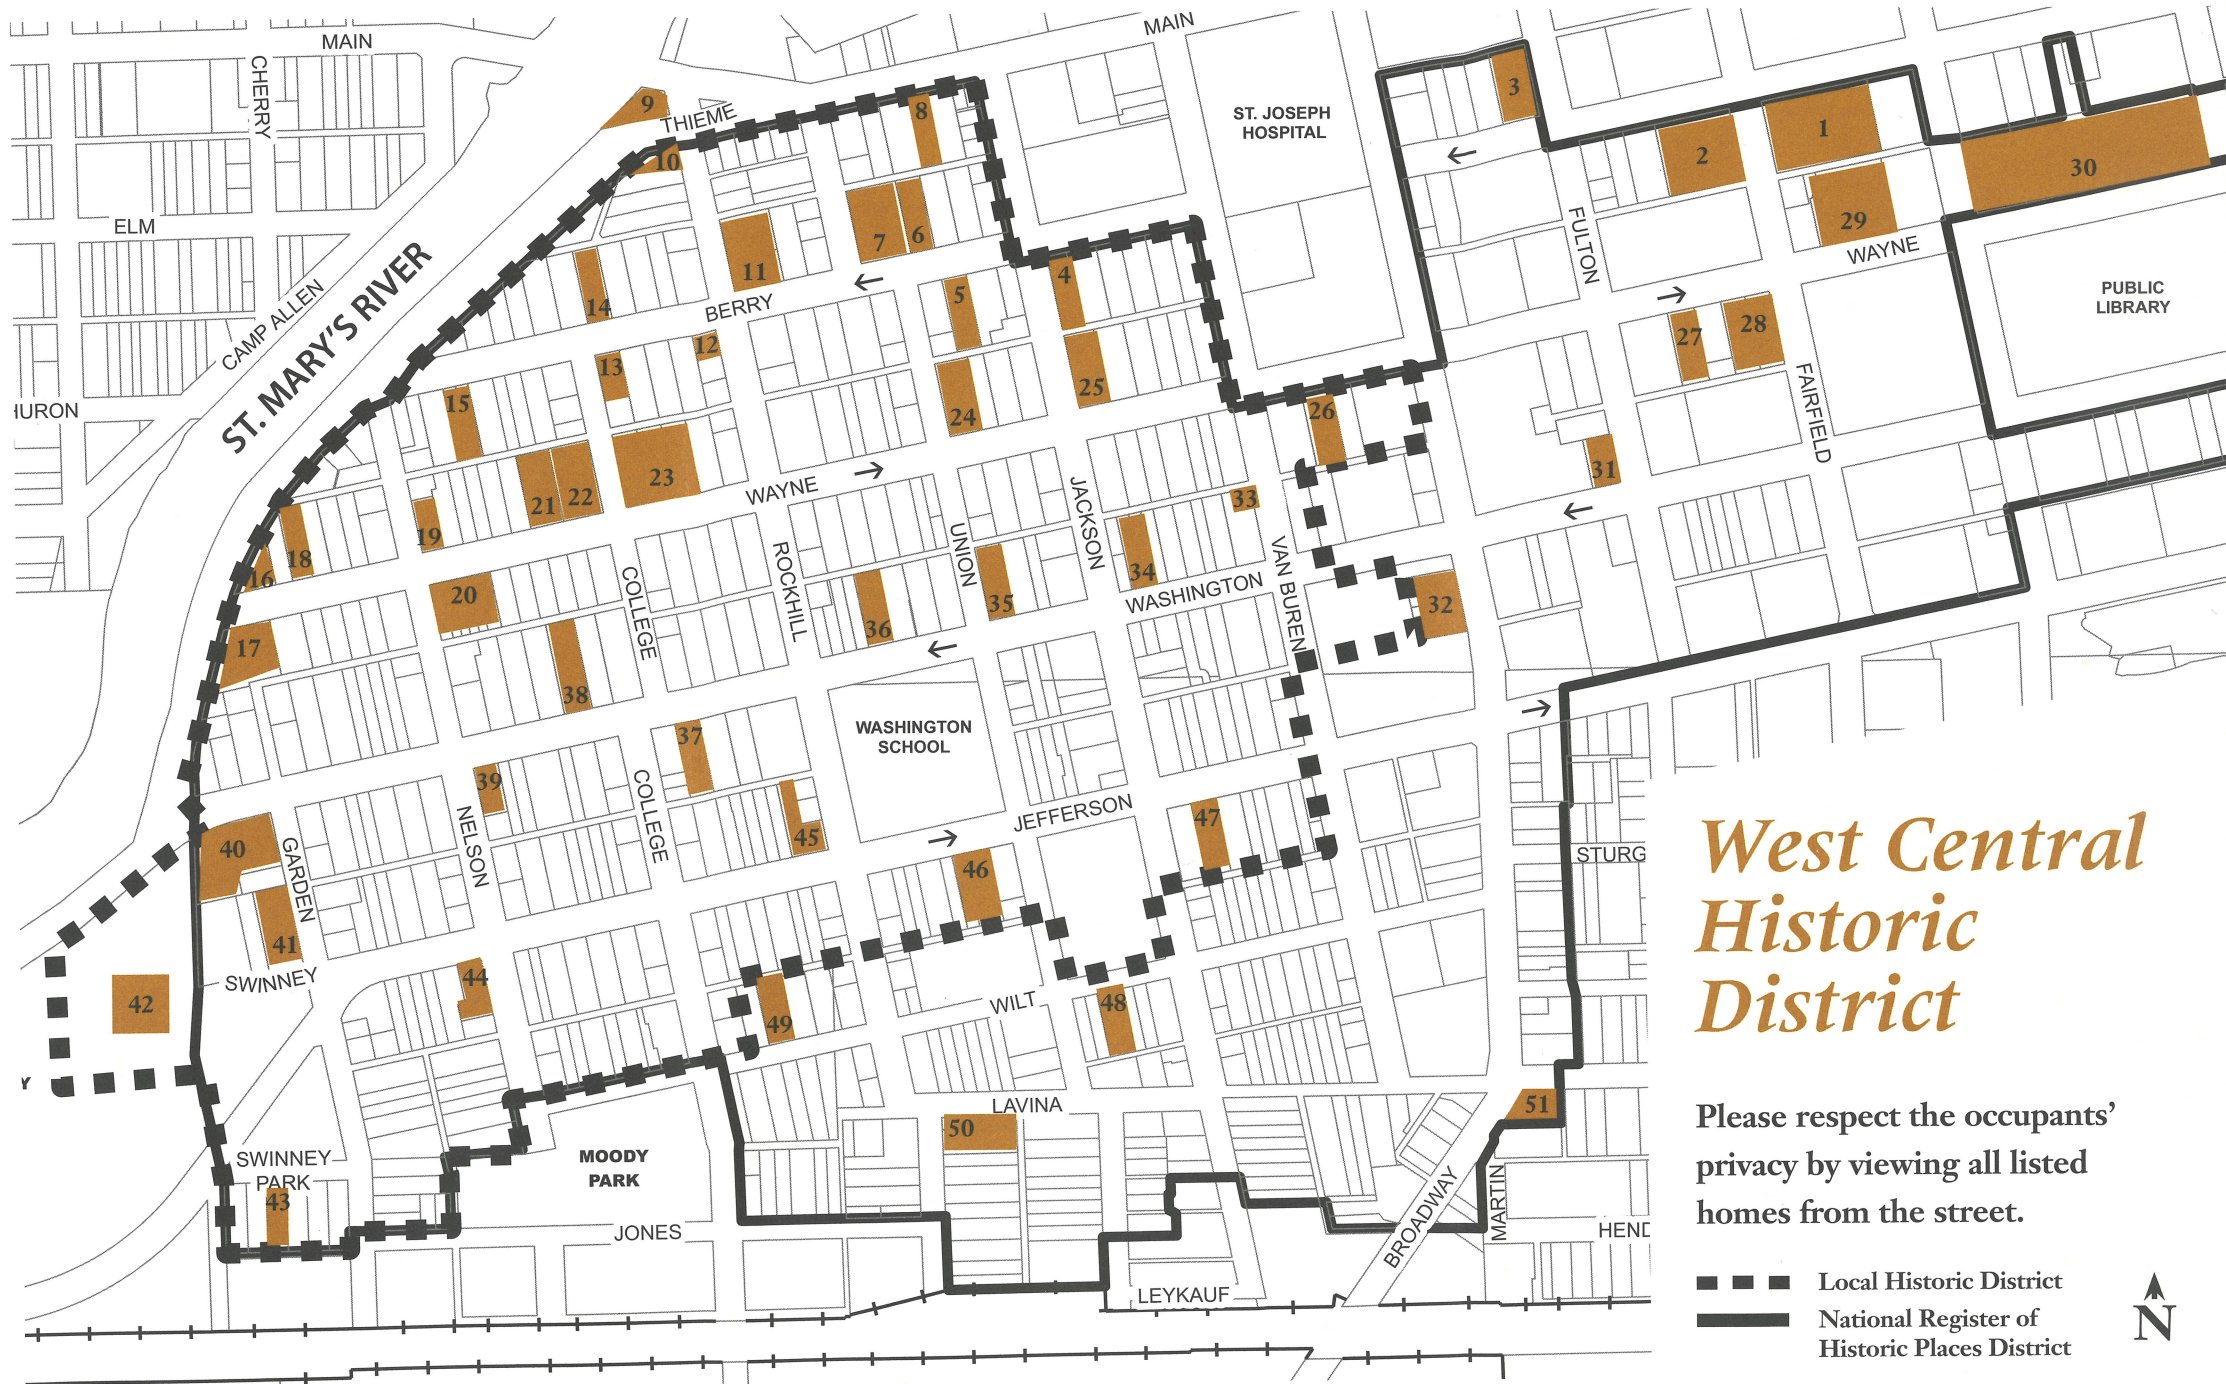 MAIN
MAIN
CHERRY
THIEME
ST. JOSEPH
HOSPITAL
ELM
CAMP ALLEN
ST. MARY'S RIVER
HURON
BERRY
FULTON
WAYNE
PUBLIC
LIBRARY
FAIRFIELD
WAYNE
UNION
JACKSON
ROCKHILL
COLLEGE
WASHINGTON
VAN BUREN
WASHINGTON
SCHOOL
JEFFERSON
NELSON
COLLEGE
GARDEN
SWINNEY
WILT
LAVINA
SWINNEY
PARK
MOODY
PARK
JONES
LEYKAUF
BROADWAY
MARTIN
STURG
HEND
Y
1
2
3
4
5
6
7
8
9
10
11
12
13
14
15
16
17
18
19
20
21
22
23
24
25
26
27
28
29
30
31
32
33
34
35
36
37
38
39
40
41
42
43
44
45
46
47
48
49
50
51
West Central
Historic
District
Please respect the occupants'
privacy by viewing all listed
homes from the street.
Local Historic District
National Register of
Historic Places District
N